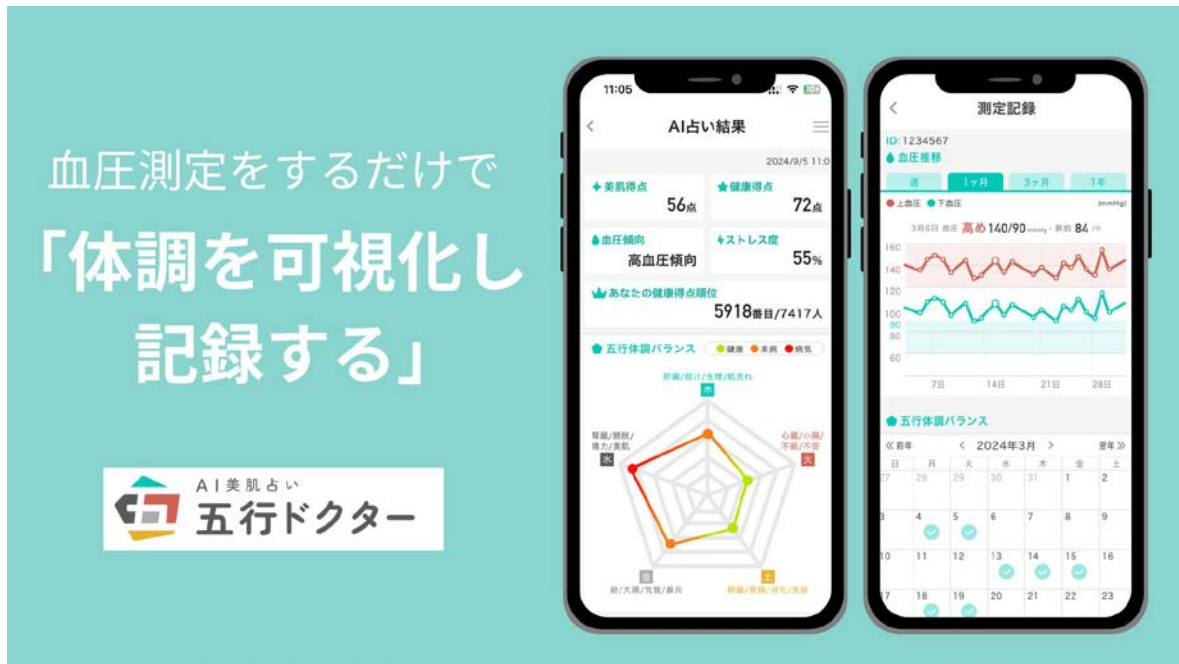 血圧測定をするだけで
「体調を可視化し
記録する」
AI美肌占い
五行ドクター
11:05
AI占い結果
2024/9/5 11:0
美肌得点
56点
健康得点
72点
血圧傾向
高血圧傾向
ストレス度
55%
あなたの健康得点順位
5918番目/7417人
五行体調バランス
健康 未病 病気
肝臓/胆汁/生理/肌荒れ
木
腎臓/膀胱/
精力/美肌
水
心臓/小腸/
不眠/不安
火
金
肺/大腸/気管/鼻炎
土
脾臓/胃腸/消化/免疫
測定記録
ID: 1234567
血圧推移
週 1ヶ月 3ヶ月 1年
上血圧 下血圧 (mmHg)
3月6日 血圧 高め 140/90 mmHg・脈拍 84 /分
160
140
120
100
90
80
60
7日 14日 21日 28日
五行体調バランス
≪前年 < 2024年3月 > 翌年≫
日 月 火 水 木 金 土
27 28 29 30 31 1 2
3 4 5 6 7 8 9
10 11 12 13 14 15 16
17 18 19 20 21 22 23